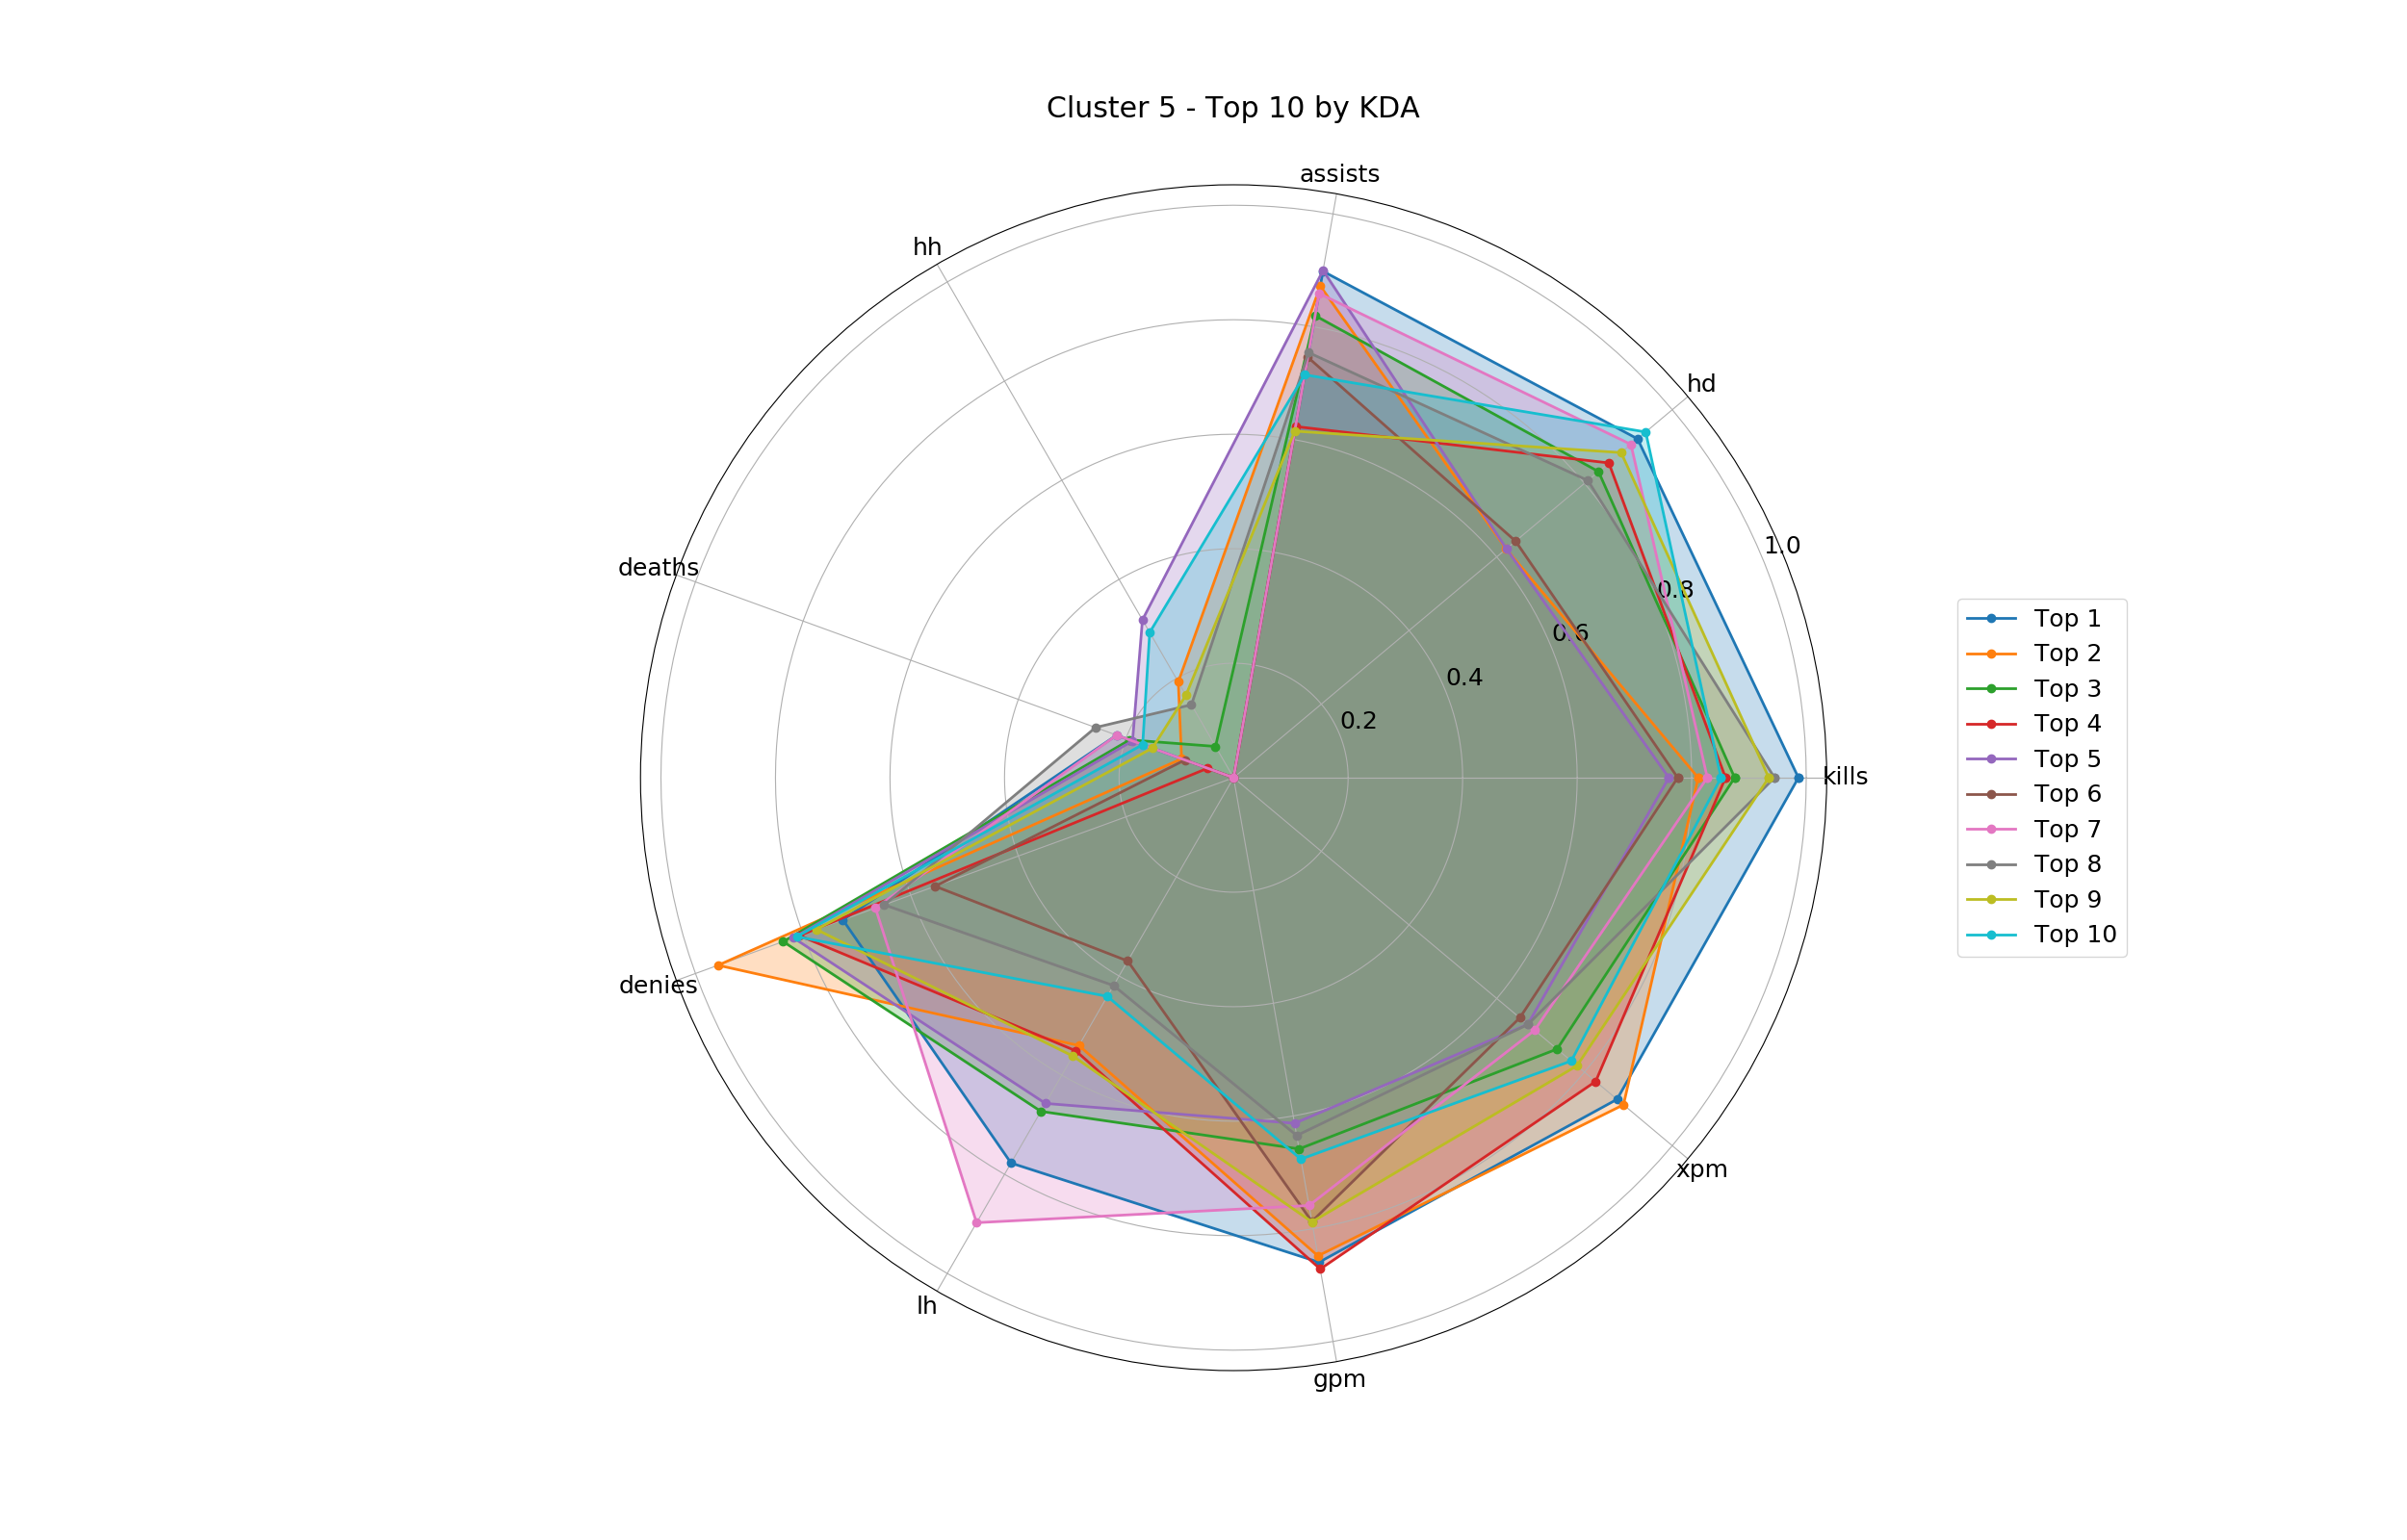 Cluster 5 - Top 10 by KDA
assists
hh
hd
deaths
1.0
0.8
0.6
0.4
0.2
kills
denies
xpm
lh
gpm
Top 1
Top 2
Top 3
Top 4
Top 5
Top 6
Top 7
Top 8
Top 9
Top 10